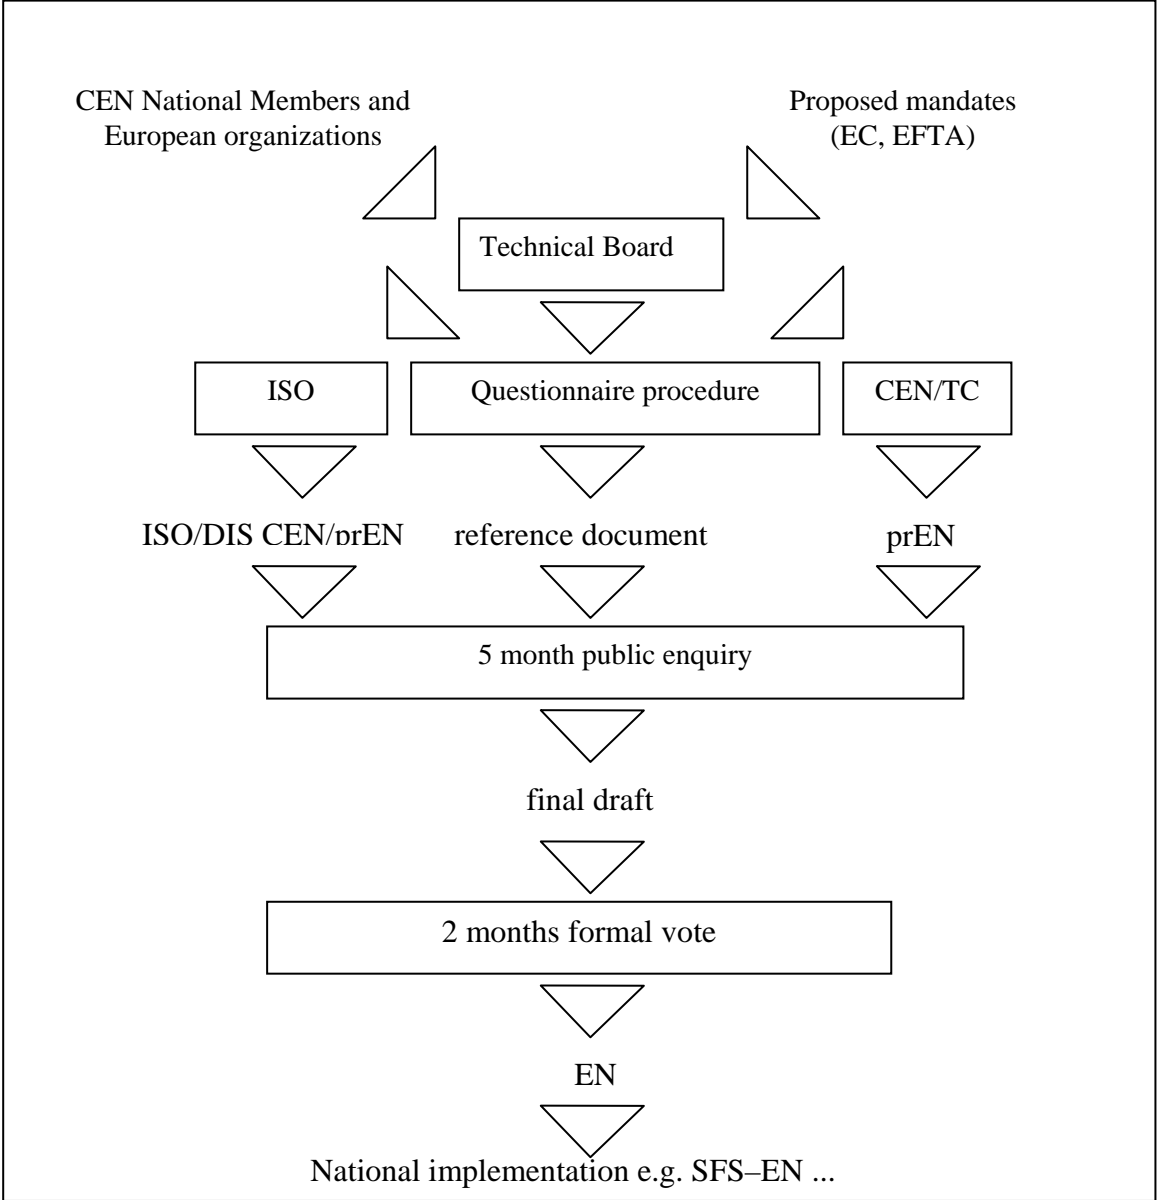 CEN National Members and
European organizations
Proposed mandates
(EC, EFTA)
Technical Board
ISO
Questionnaire procedure
CEN/TC
ISO/DIS CEN/prEN
reference document
prEN
5 month public enquiry
final draft
2 months formal vote
EN
National implementation e.g. SFS–EN ...